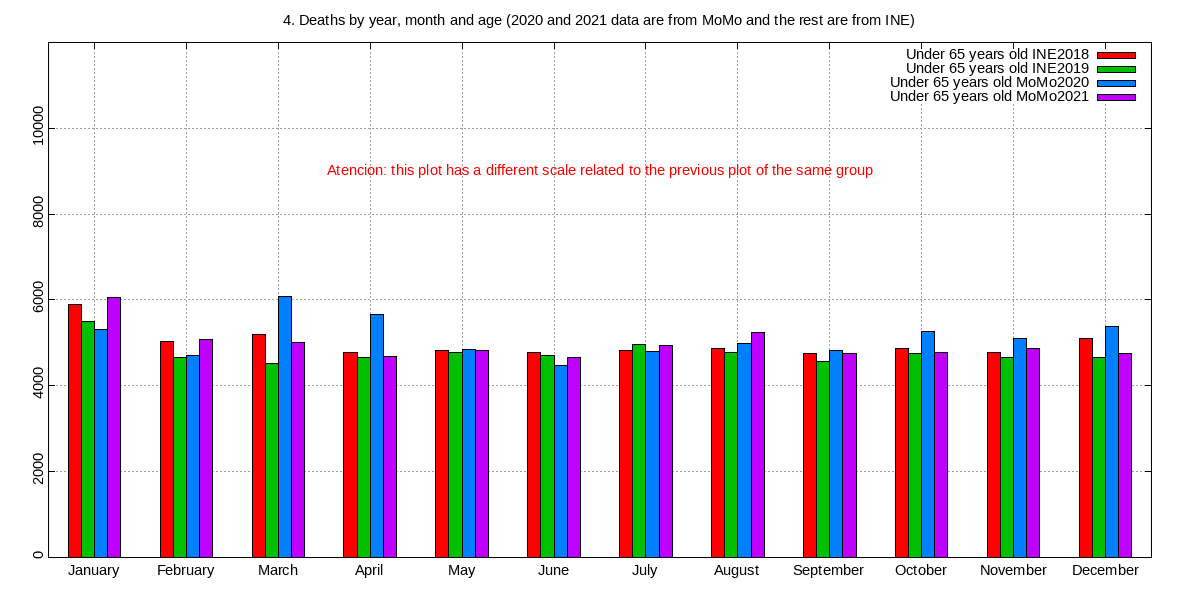 4. Deaths by year, month and age (2020 and 2021 data are from MoMo and the rest are from INE)
Under 65 years old INE2018
Under 65 years old INE2019
Under 65 years old MoMo2020
Under 65 years old MoMo2021
10000
Atencion: this plot has a different scale related to the previous plot of the same group
8000
6000
4000
2000
0
January February March April May June July August September October November December